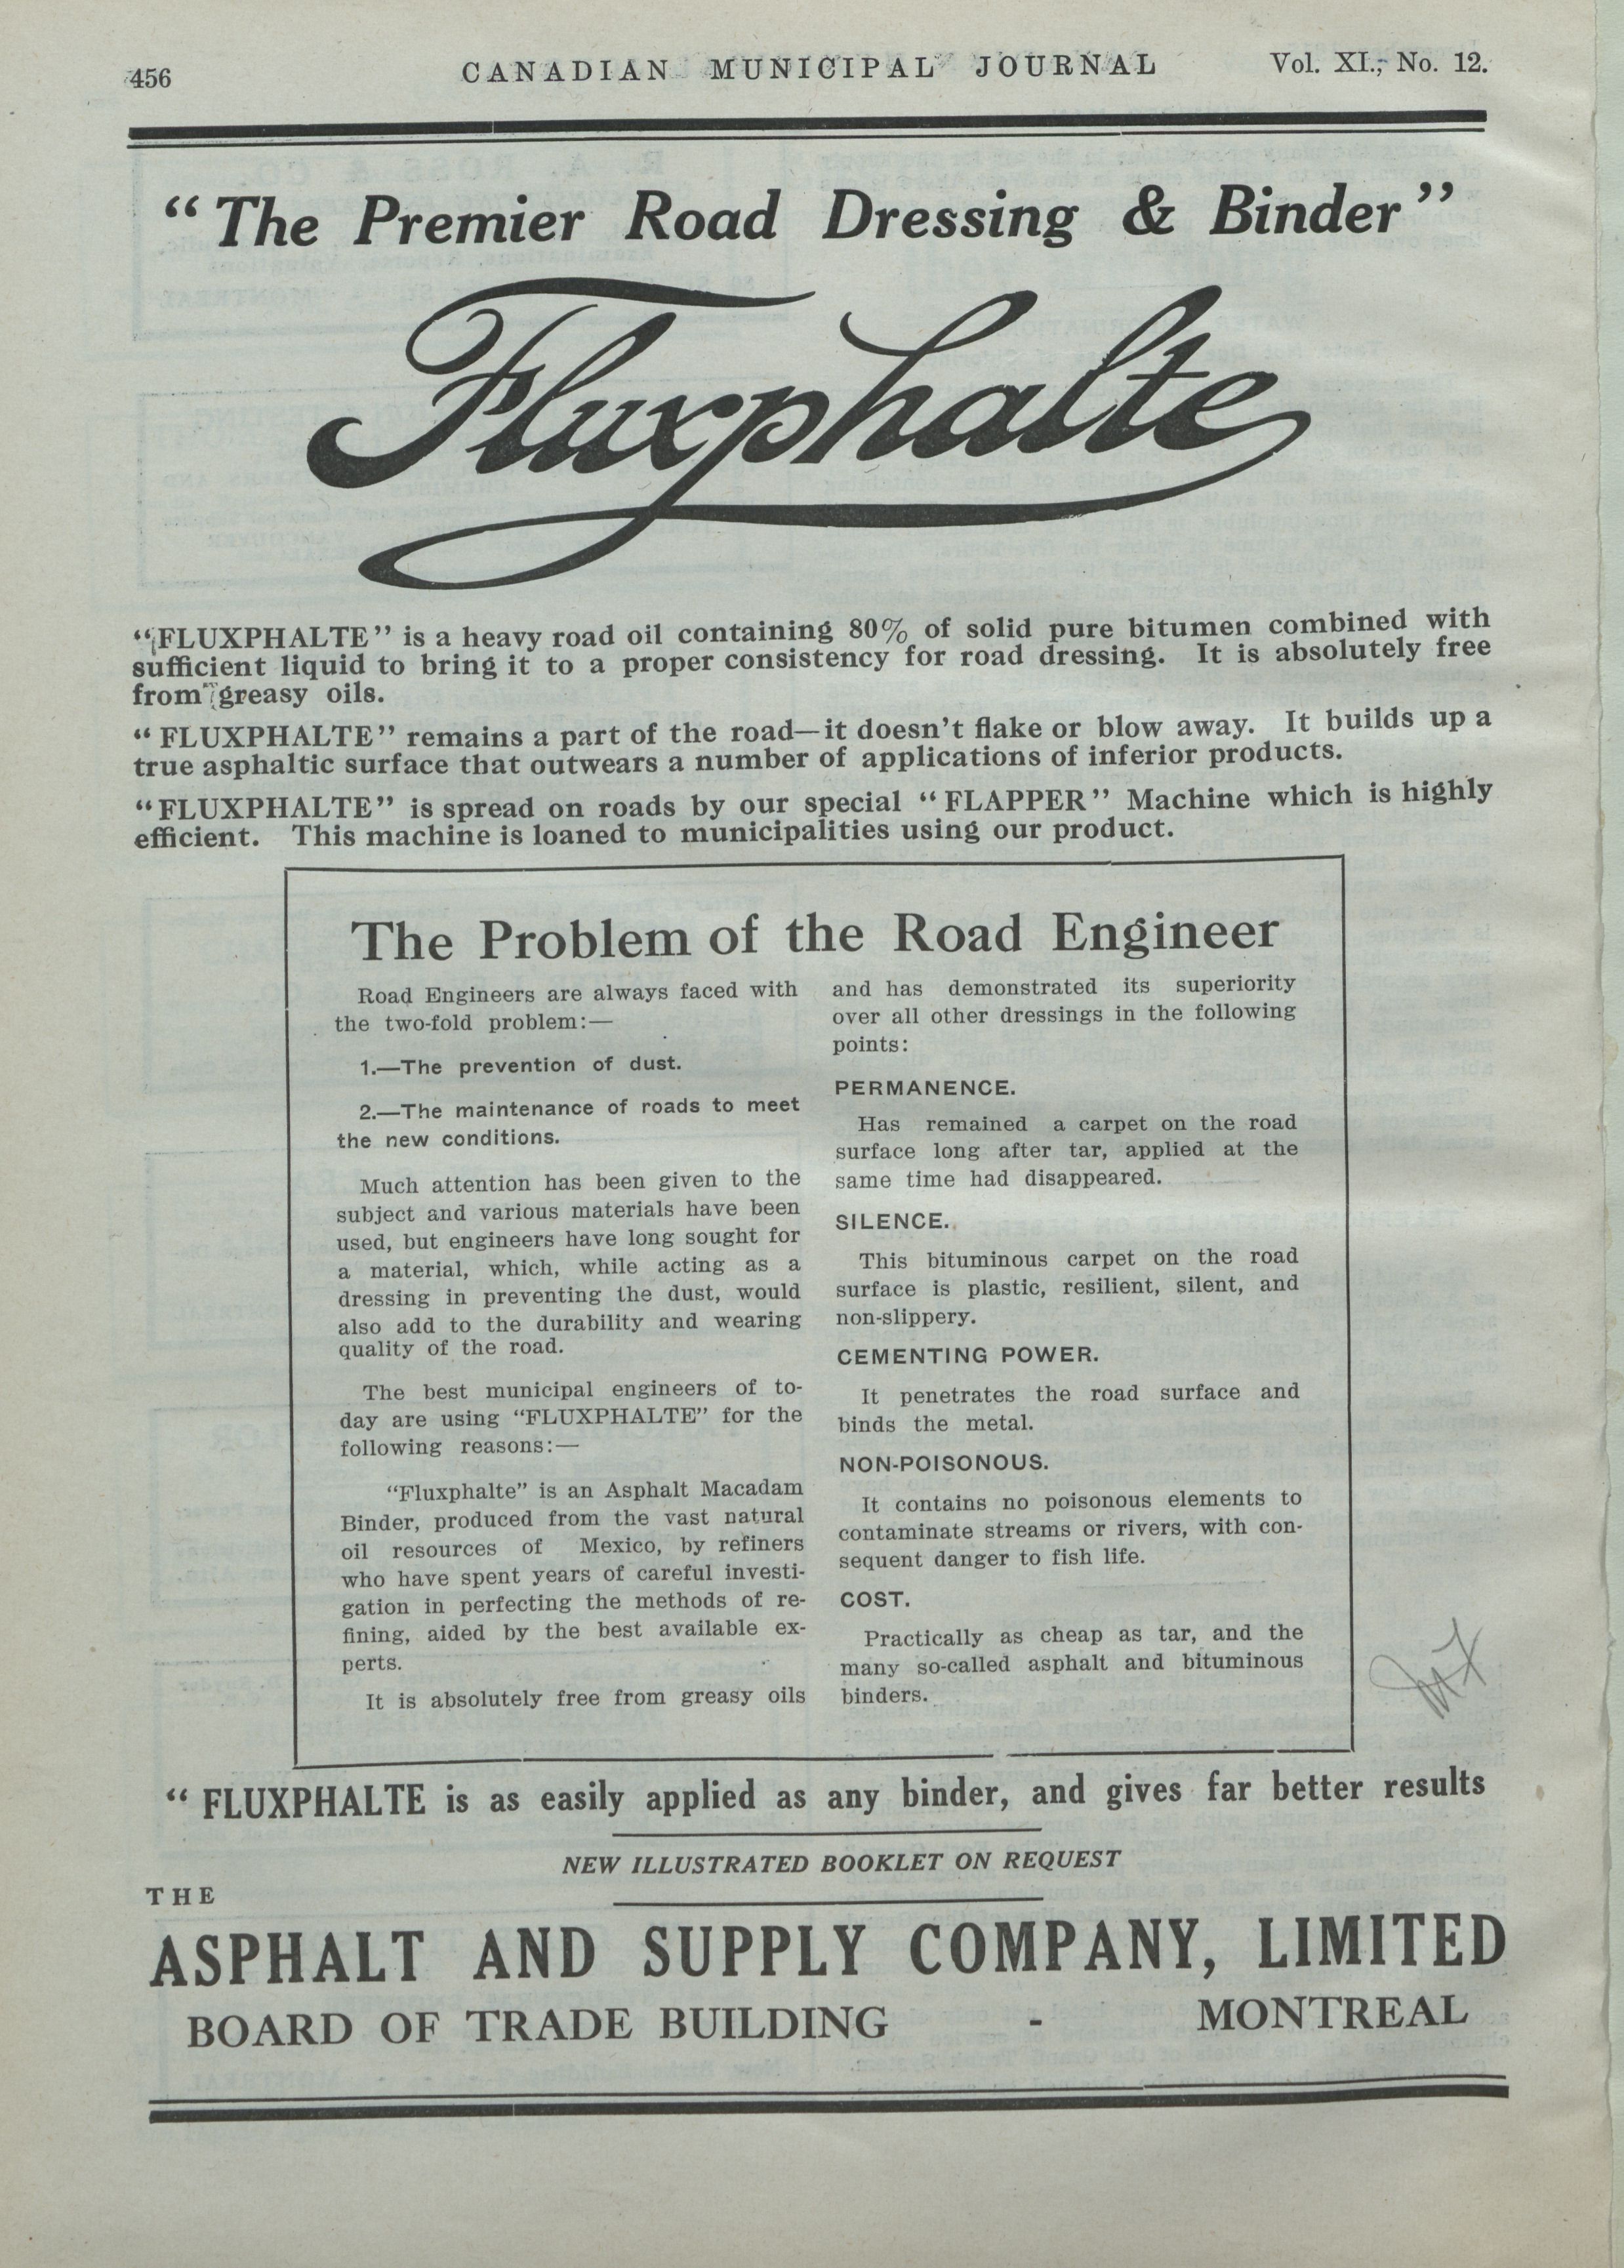 456
CANADIAN MUNICIPAL JOURNAL
Vol. XI., No. 12.
“The Premier Road Dressing & Binder”
Fluxphalte
“FLUXPHALTE” is a heavy road oil containing 80% of solid pure bitumen combined with
sufficient liquid to bring it to a proper consistency for road dressing. It is absolutely free
from greasy oils.
“FLUXPHALTE” remains a part of the road—it doesn't flake or blow away. It builds up a
true asphaltic surface that outwears a number of applications of inferior products.
“FLUXPHALTE” is spread on roads by our special “FLAPPER” Machine which is highly
efficient. This machine is loaned to municipalities using our product.
The Problem of the Road Engineer
Road Engineers are always faced with
the two-fold problem:—
1.—The prevention of dust.
2.—The maintenance of roads to meet
the new conditions.
Much attention has been given to the
subject and various materials have been
used, but engineers have long sought for
a material, which, while acting as a
dressing in preventing the dust, would
also add to the durability and wearing
quality of the road.
The best municipal engineers of to-
day are using “FLUXPHALTE” for the
following reasons:—
“Fluxphalte” is an Asphalt Macadam
Binder, produced from the vast natural
oil resources of Mexico, by refiners
who have spent years of careful investi-
gation in perfecting the methods of re-
fining, aided by the best available ex-
perts.
It is absolutely free from greasy oils
and has demonstrated its superiority
over all other dressings in the following
points:
PERMANENCE.
Has remained a carpet on the road
surface long after tar, applied at the
same time had disappeared.
SILENCE.
This bituminous carpet on the road
surface is plastic, resilient, silent, and
non-slippery.
CEMENTING POWER.
It penetrates the road surface and
binds the metal.
NON-POISONOUS.
It contains no poisonous elements to
contaminate streams or rivers, with con-
sequent danger to fish life.
COST.
Practically as cheap as tar, and the
many so-called asphalt and bituminous
binders.
“FLUXPHALTE is as easily applied as any binder, and gives far better results
NEW ILLUSTRATED BOOKLET ON REQUEST
THE
ASPHALT AND SUPPLY COMPANY, LIMITED
BOARD OF TRADE BUILDING - MONTREAL